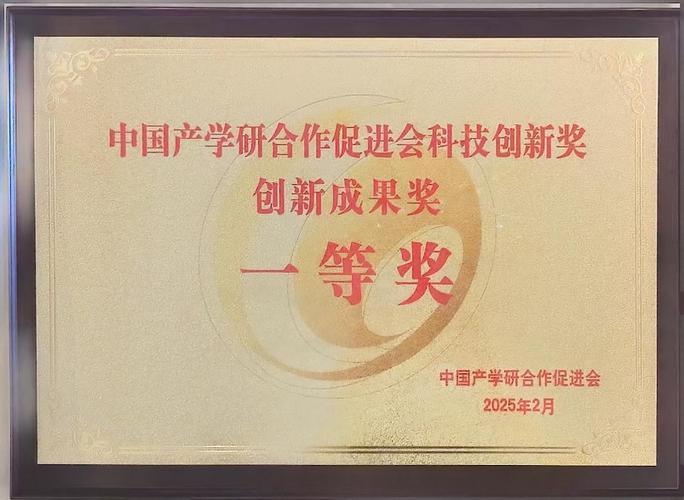 中国产学研合作促进会科技创新奖
创新成果奖
一等奖
中国产学研合作促进会
2025年2月